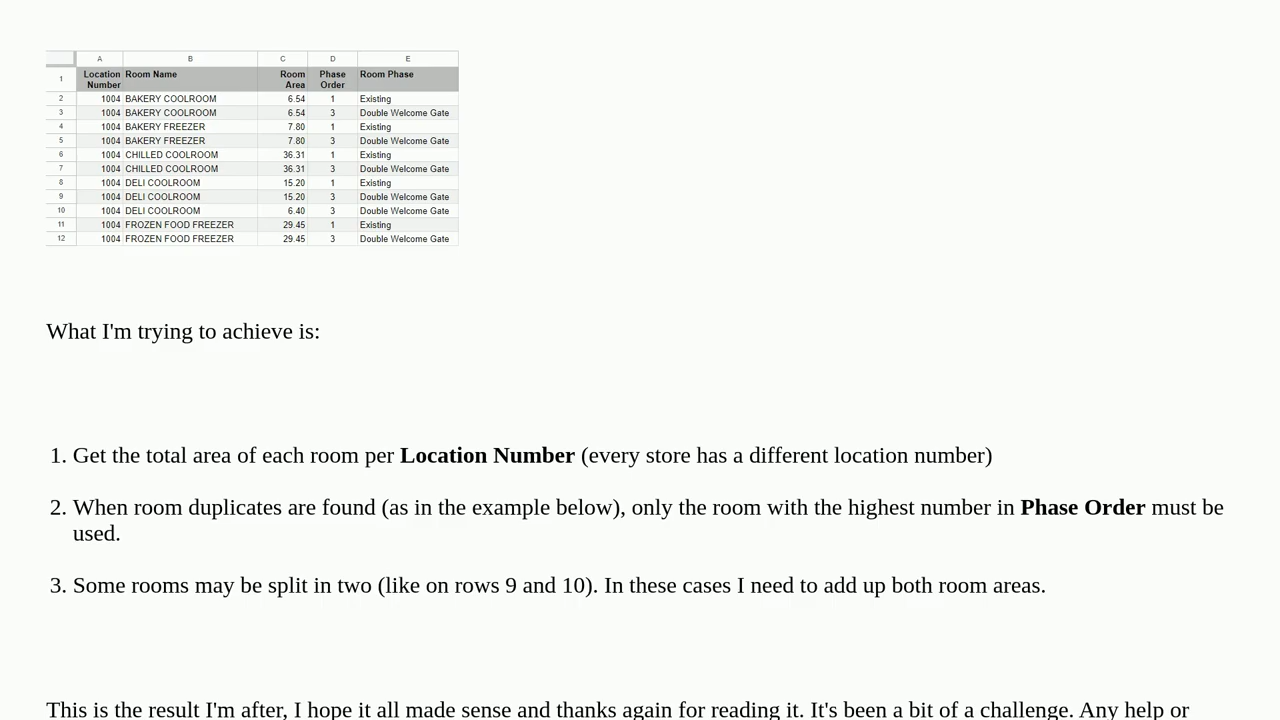 A B C D E
1 Location Number Room Name Room Area Phase Order Room Phase
2 1004 BAKERY COOLROOM 6.54 1 Existing
3 1004 BAKERY COOLROOM 6.54 3 Double Welcome Gate
4 1004 BAKERY FREEZER 7.80 1 Existing
5 1004 BAKERY FREEZER 7.80 3 Double Welcome Gate
6 1004 CHILLED COOLROOM 36.31 1 Existing
7 1004 CHILLED COOLROOM 36.31 3 Double Welcome Gate
8 1004 DELI COOLROOM 15.20 1 Existing
9 1004 DELI COOLROOM 15.20 3 Double Welcome Gate
10 1004 DELI COOLROOM 6.40 3 Double Welcome Gate
11 1004 FROZEN FOOD FREEZER 29.45 1 Existing
12 1004 FROZEN FOOD FREEZER 29.45 3 Double Welcome Gate
What I'm trying to achieve is:
1. Get the total area of each room per Location Number (every store has a different location number)
2. When room duplicates are found (as in the example below), only the room with the highest number in Phase Order must be
used.
3. Some rooms may be split in two (like on rows 9 and 10). In these cases I need to add up both room areas.
This is the result I'm after, I hope it all made sense and thanks again for reading it. It's been a bit of a challenge. Any help or